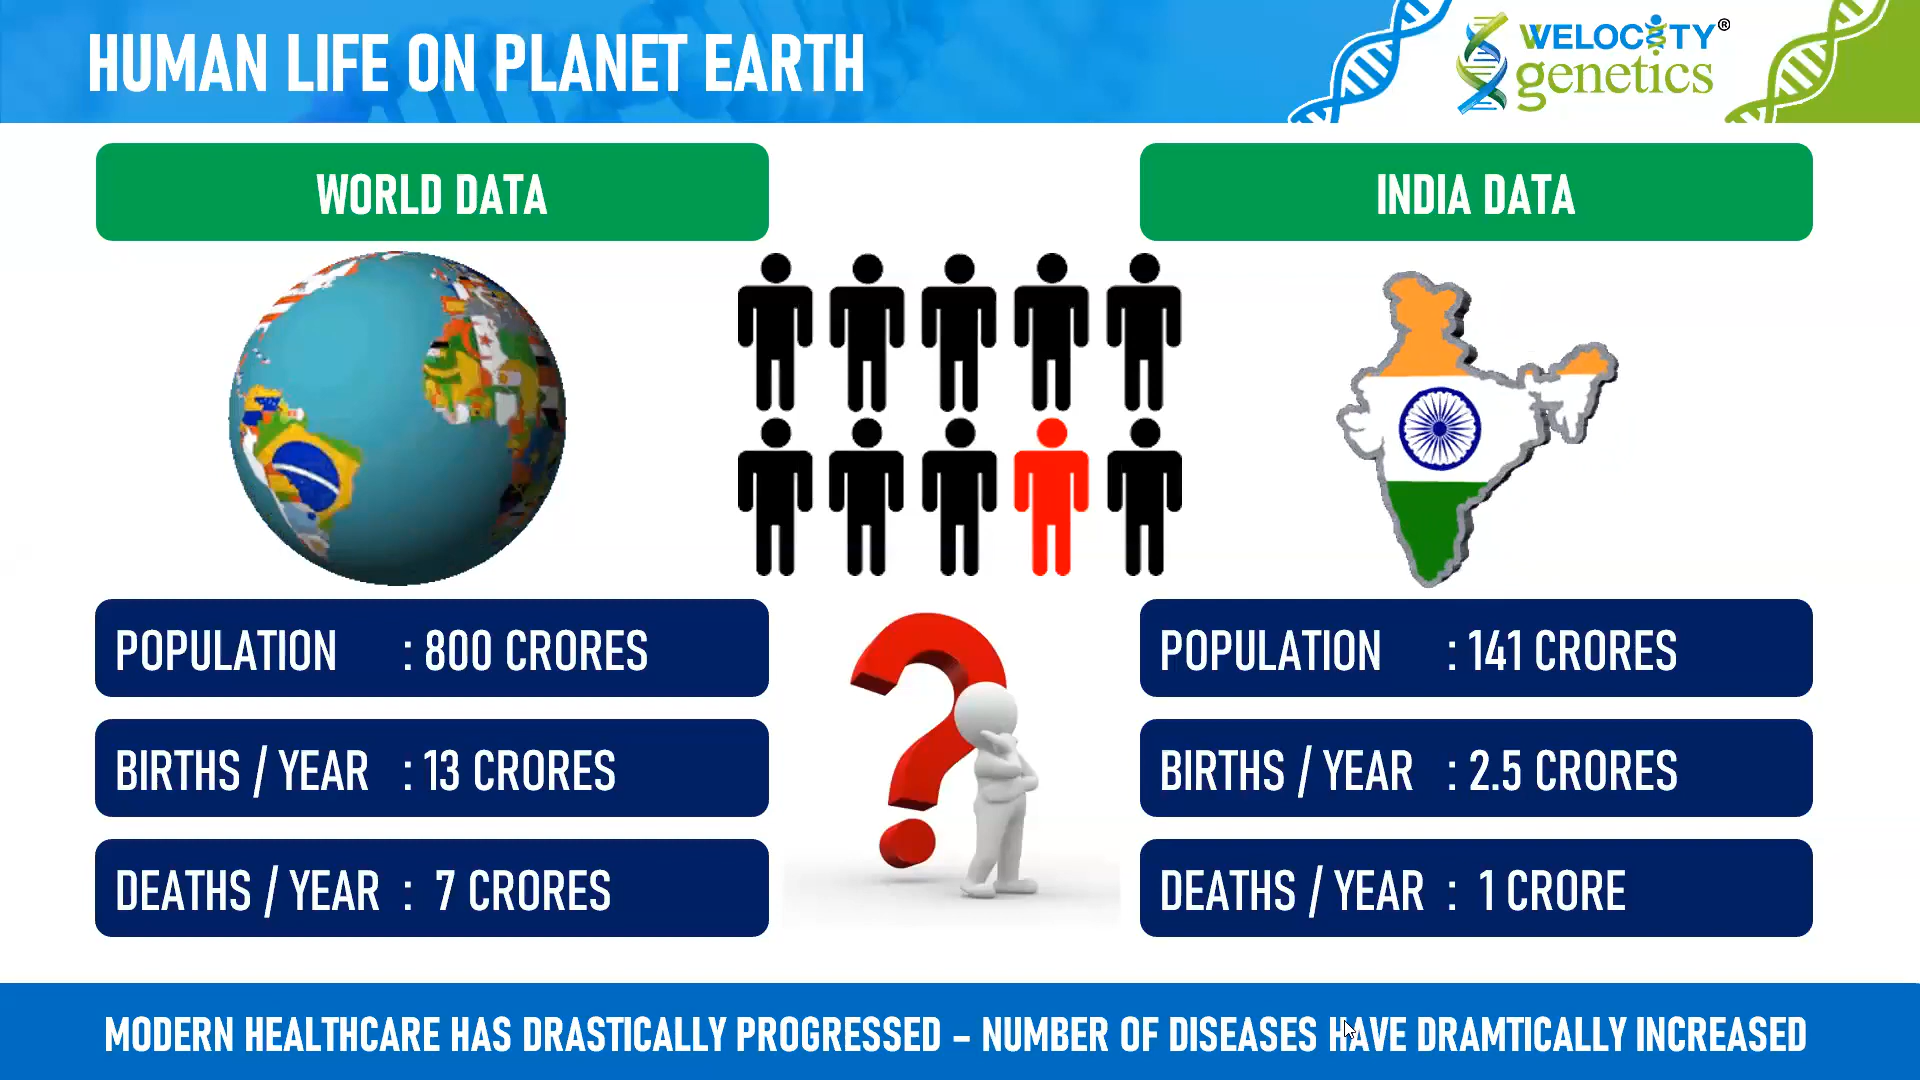 HUMAN LIFE ON PLANET EARTH
WELOCITY®
genetics
WORLD DATA
INDIA DATA
POPULATION : 800 CRORES
BIRTHS / YEAR : 13 CRORES
DEATHS / YEAR : 7 CRORES
POPULATION : 141 CRORES
BIRTHS / YEAR : 2.5 CRORES
DEATHS / YEAR : 1 CRORE
MODERN HEALTHCARE HAS DRASTICALLY PROGRESSED – NUMBER OF DISEASES HAVE DRAMTICALLY INCREASED